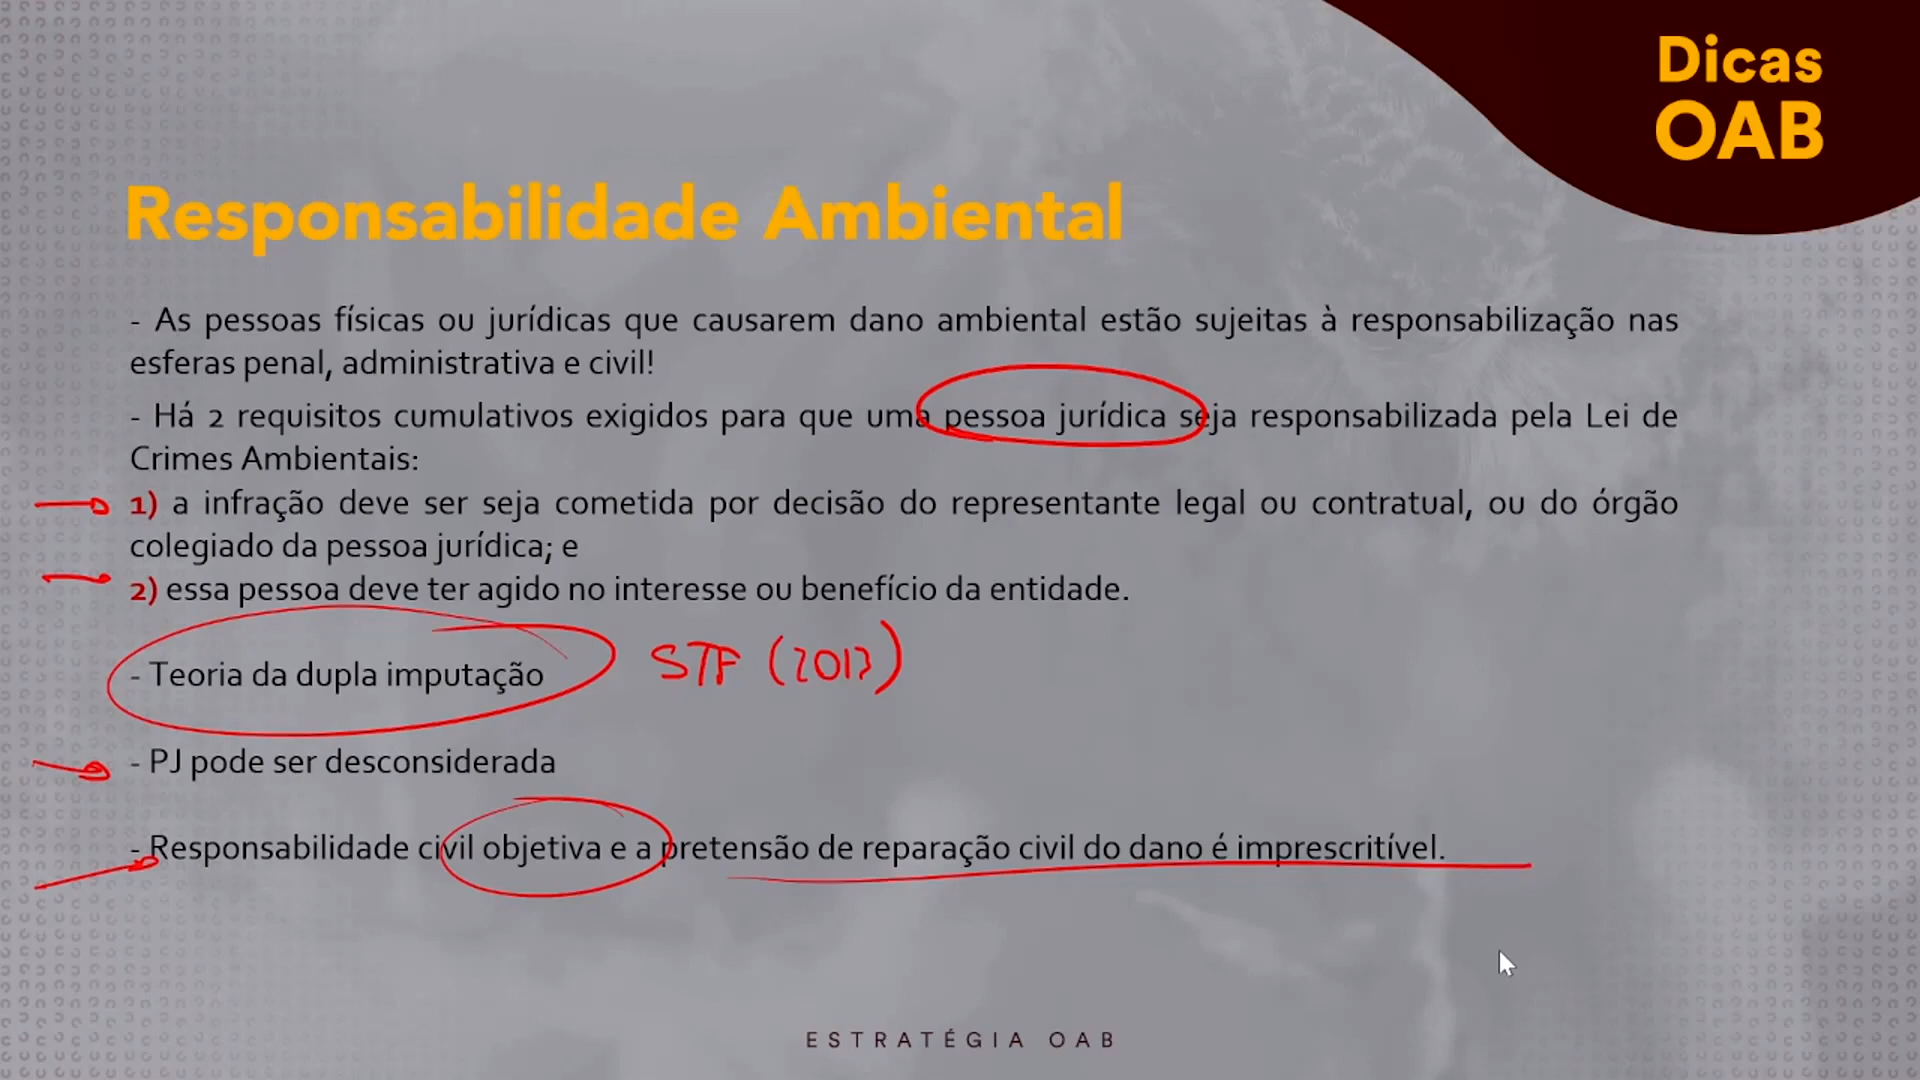 Dicas
OAB
Responsabilidade Ambiental
- As pessoas físicas ou jurídicas que causarem dano ambiental estão sujeitas à responsabilização nas
esferas penal, administrativa e civil!
- Há 2 requisitos cumulativos exigidos para que uma pessoa jurídica seja responsabilizada pela Lei de
Crimes Ambientais:
1) a infração deve ser seja cometida por decisão do representante legal ou contratual, ou do órgão
colegiado da pessoa jurídica; e
2) essa pessoa deve ter agido no interesse ou benefício da entidade.
- Teoria da dupla imputação STF (2013)
- PJ pode ser desconsiderada
- Responsabilidade civil objetiva e a pretensão de reparação civil do dano é imprescritível.
ESTRATÉGIA OAB